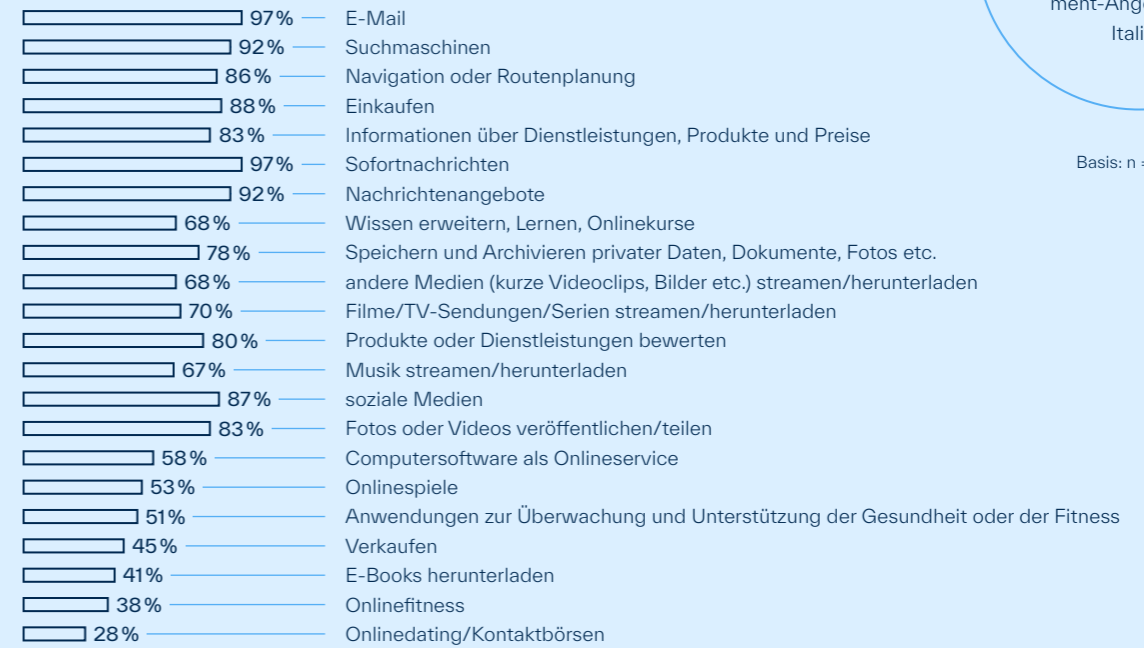 97% E-Mail
92% Suchmaschinen
86% Navigation oder Routenplanung
88% Einkaufen
83% Informationen über Dienstleistungen, Produkte und Preise
97% Sofortnachrichten
92% Nachrichtenangebote
68% Wissen erweitern, Lernen, Onlinekurse
78% Speichern und Archivieren privater Daten, Dokumente, Fotos etc.
68% andere Medien (kurze Videoclips, Bilder etc.) streamen/herunterladen
70% Filme/TV-Sendungen/Serien streamen/herunterladen
80% Produkte oder Dienstleistungen bewerten
67% Musik streamen/herunterladen
87% soziale Medien
83% Fotos oder Videos veröffentlichen/teilen
58% Computersoftware als Onlineservice
53% Onlinespiele
51% Anwendungen zur Überwachung und Unterstützung der Gesundheit oder der Fitness
45% Verkaufen
41% E-Books herunterladen
38% Onlinefitness
28% Onlinedating/Kontaktbörsen
Basis: n =